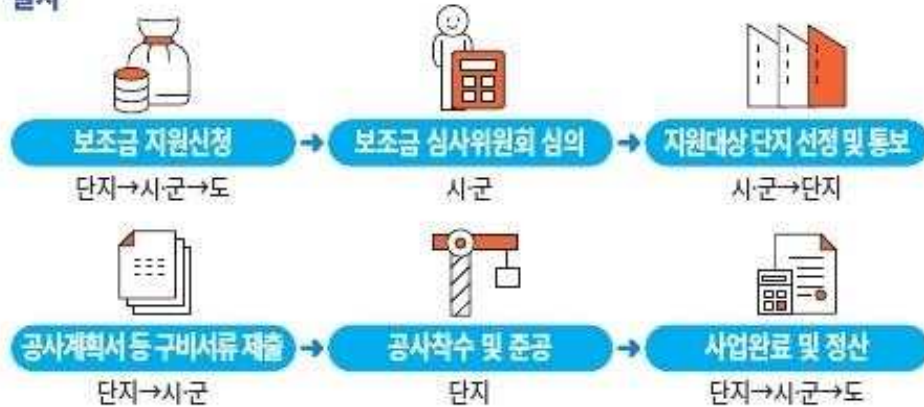 보조금 지원신청 → 보조금 심사위원회 심의 → 지원대상 단지 선정 및 통보
단지→시·군→도 시·군 시·군→단지
공사계획서 등 구비서류 제출 → 공사착수 및 준공 → 사업완료 및 정산
단지→시·군 단지 단지→시·군→도